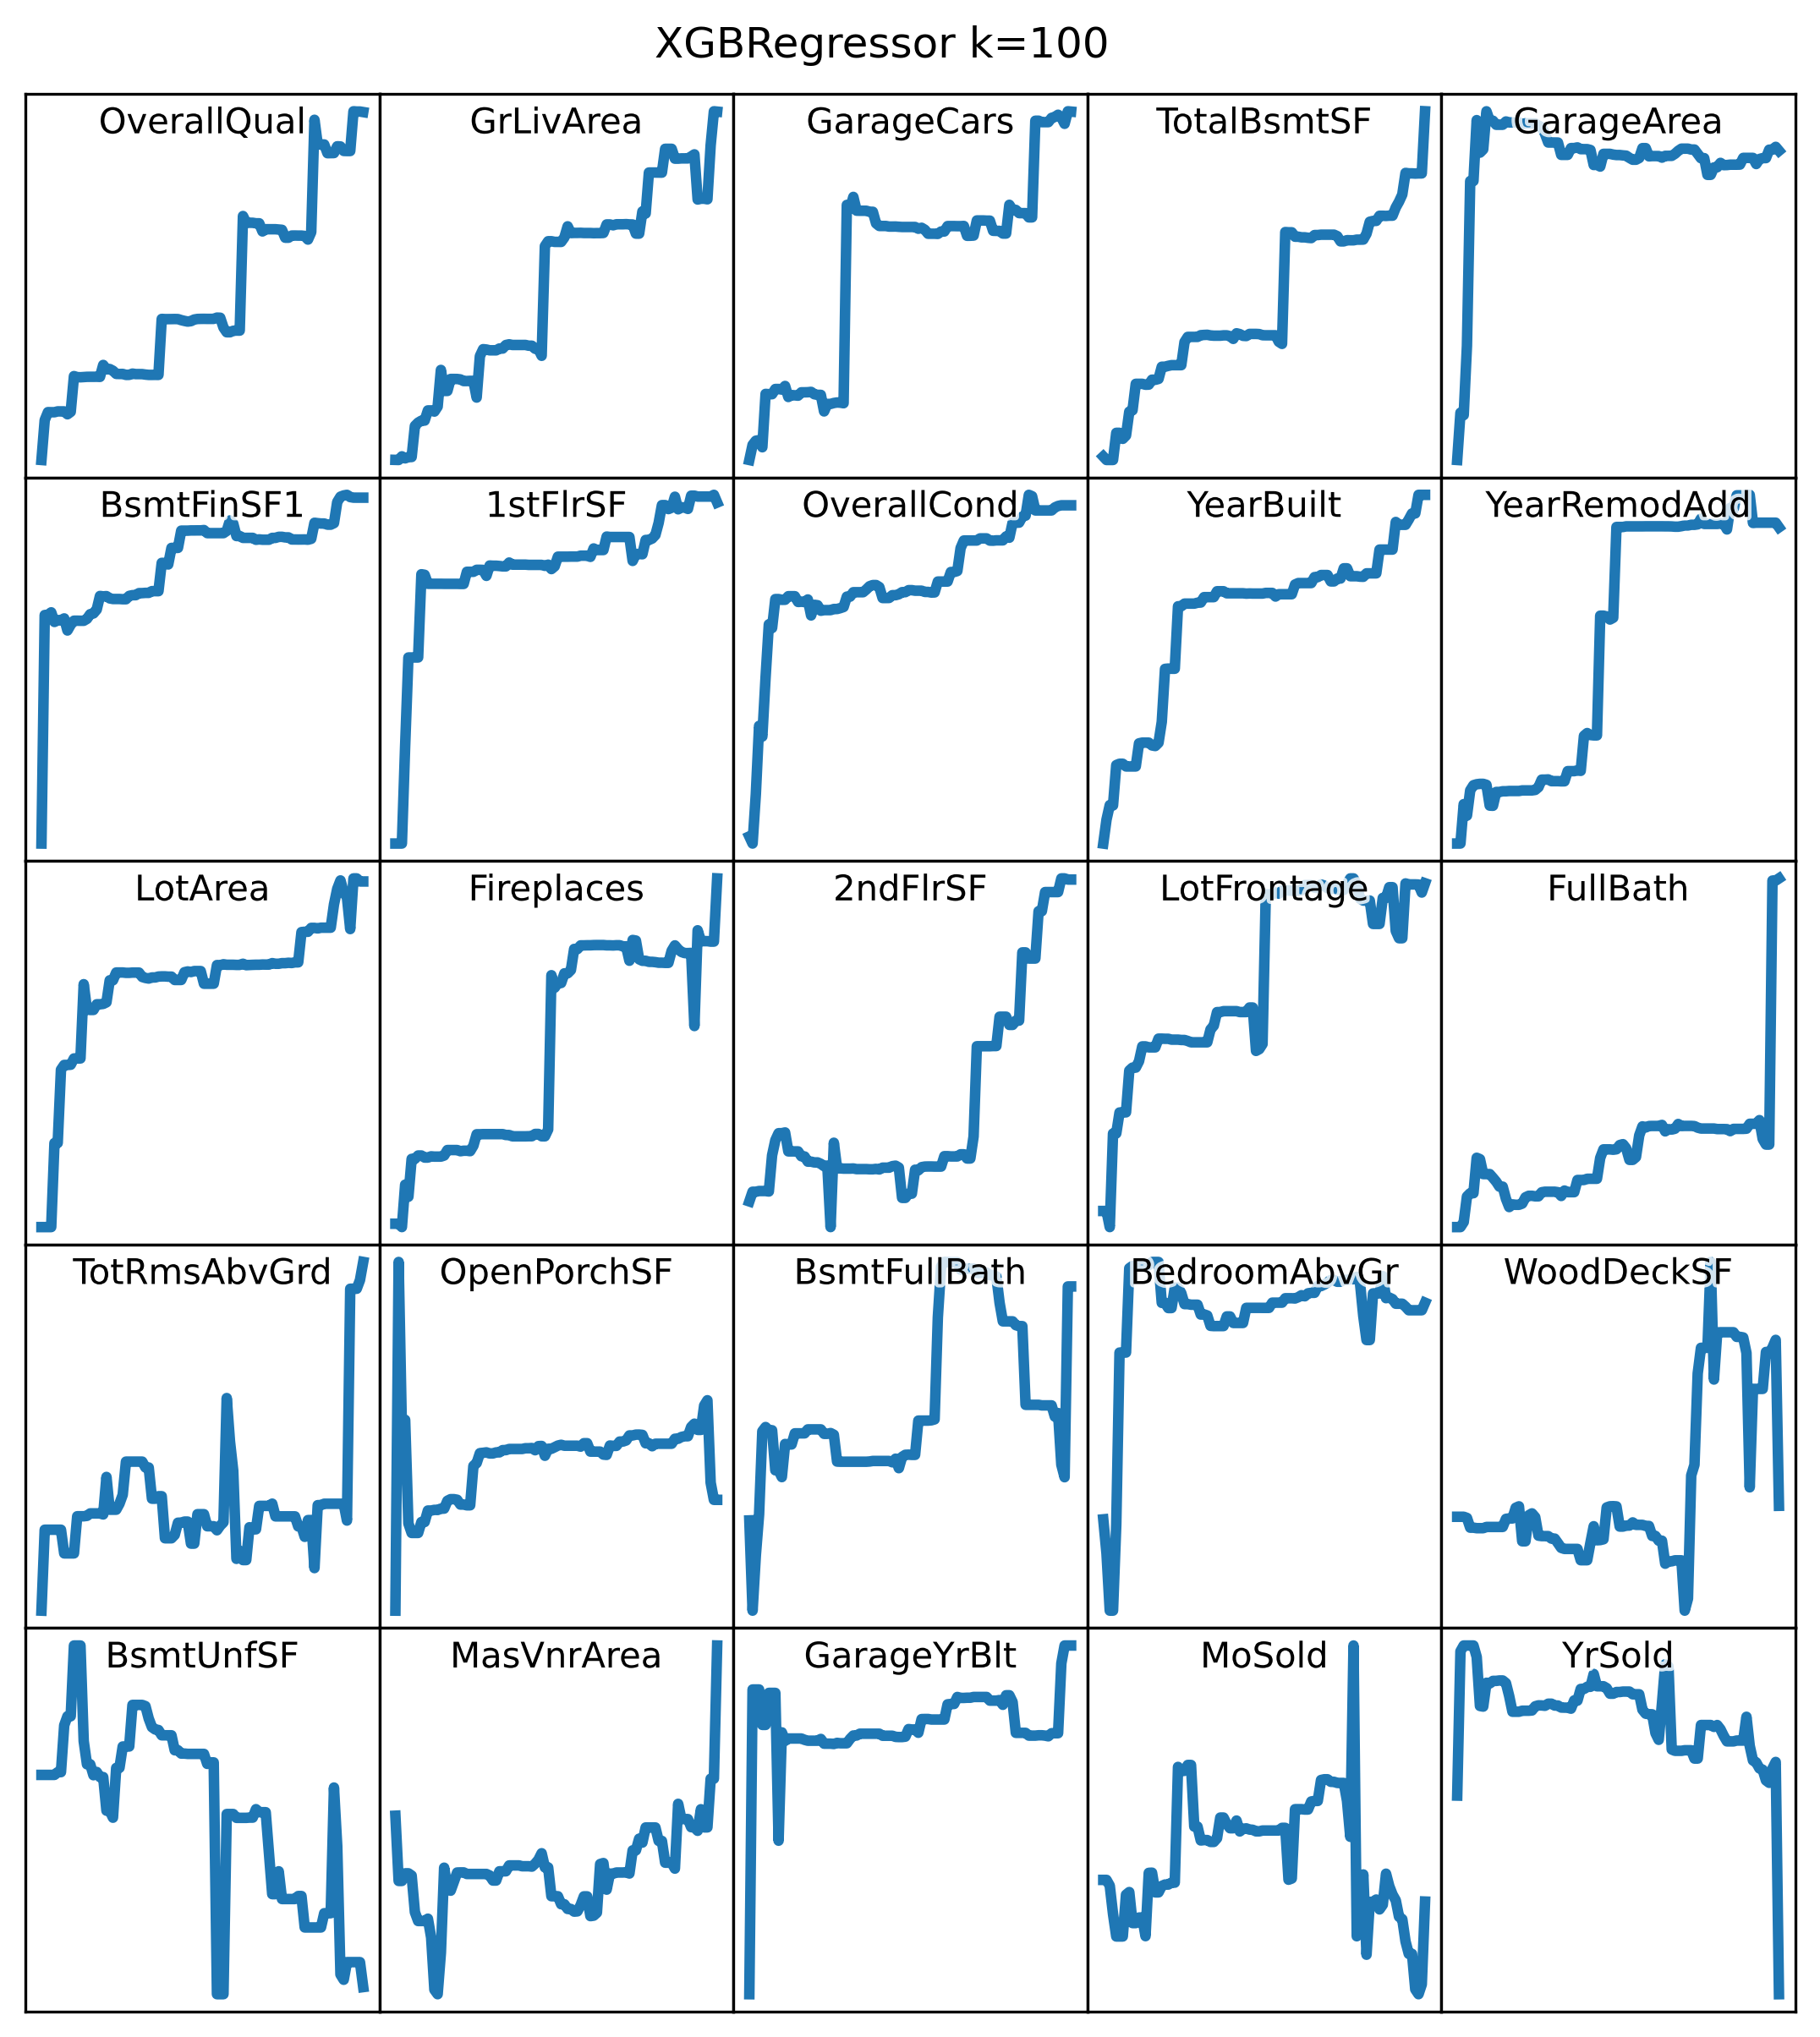 XGBRegressor k=100
OverallQual
GrLivArea
GarageCars
TotalBsmtSF
GarageArea
BsmtFinSF1
1stFlrSF
OverallCond
YearBuilt
YearRemodAdd
LotArea
Fireplaces
2ndFlrSF
LotFrontage
FullBath
TotRmsAbvGrd
OpenPorchSF
BsmtFullBath
BedroomAbvGr
WoodDeckSF
BsmtUnfSF
MasVnrArea
GarageYrBlt
MoSold
YrSold